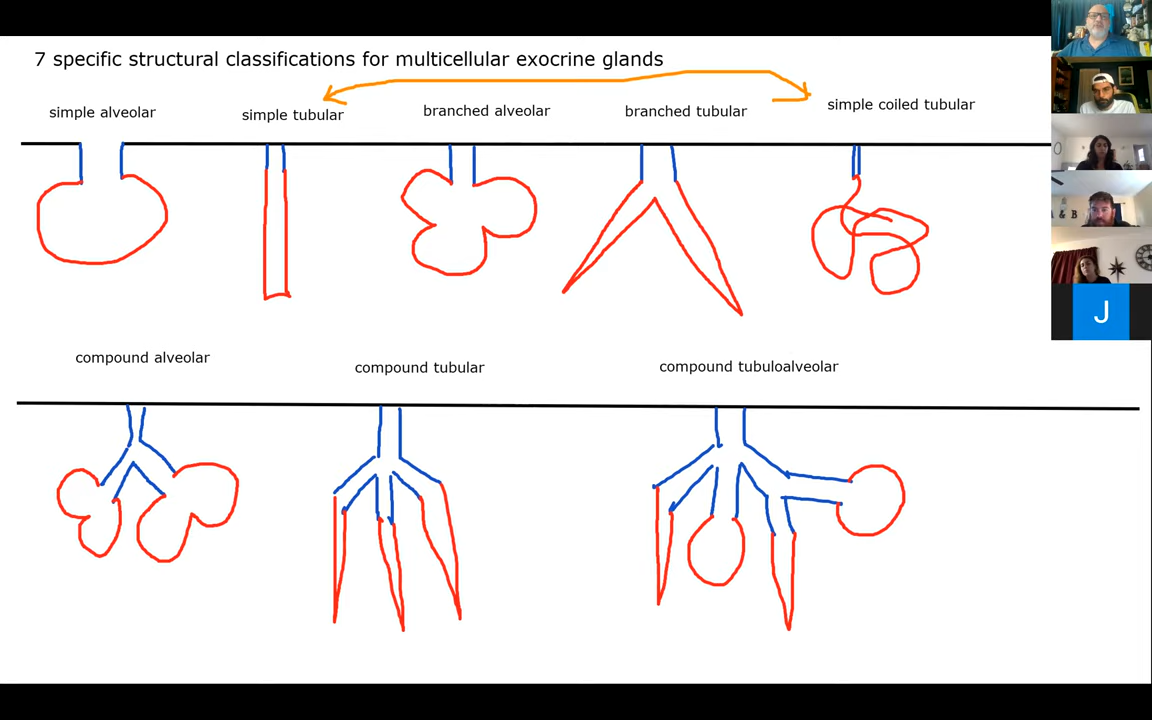 7 specific structural classifications for multicellular exocrine glands
simple alveolar
simple tubular
branched alveolar
branched tubular
simple coiled tubular
compound alveolar
compound tubular
compound tubuloalveolar
& B
J